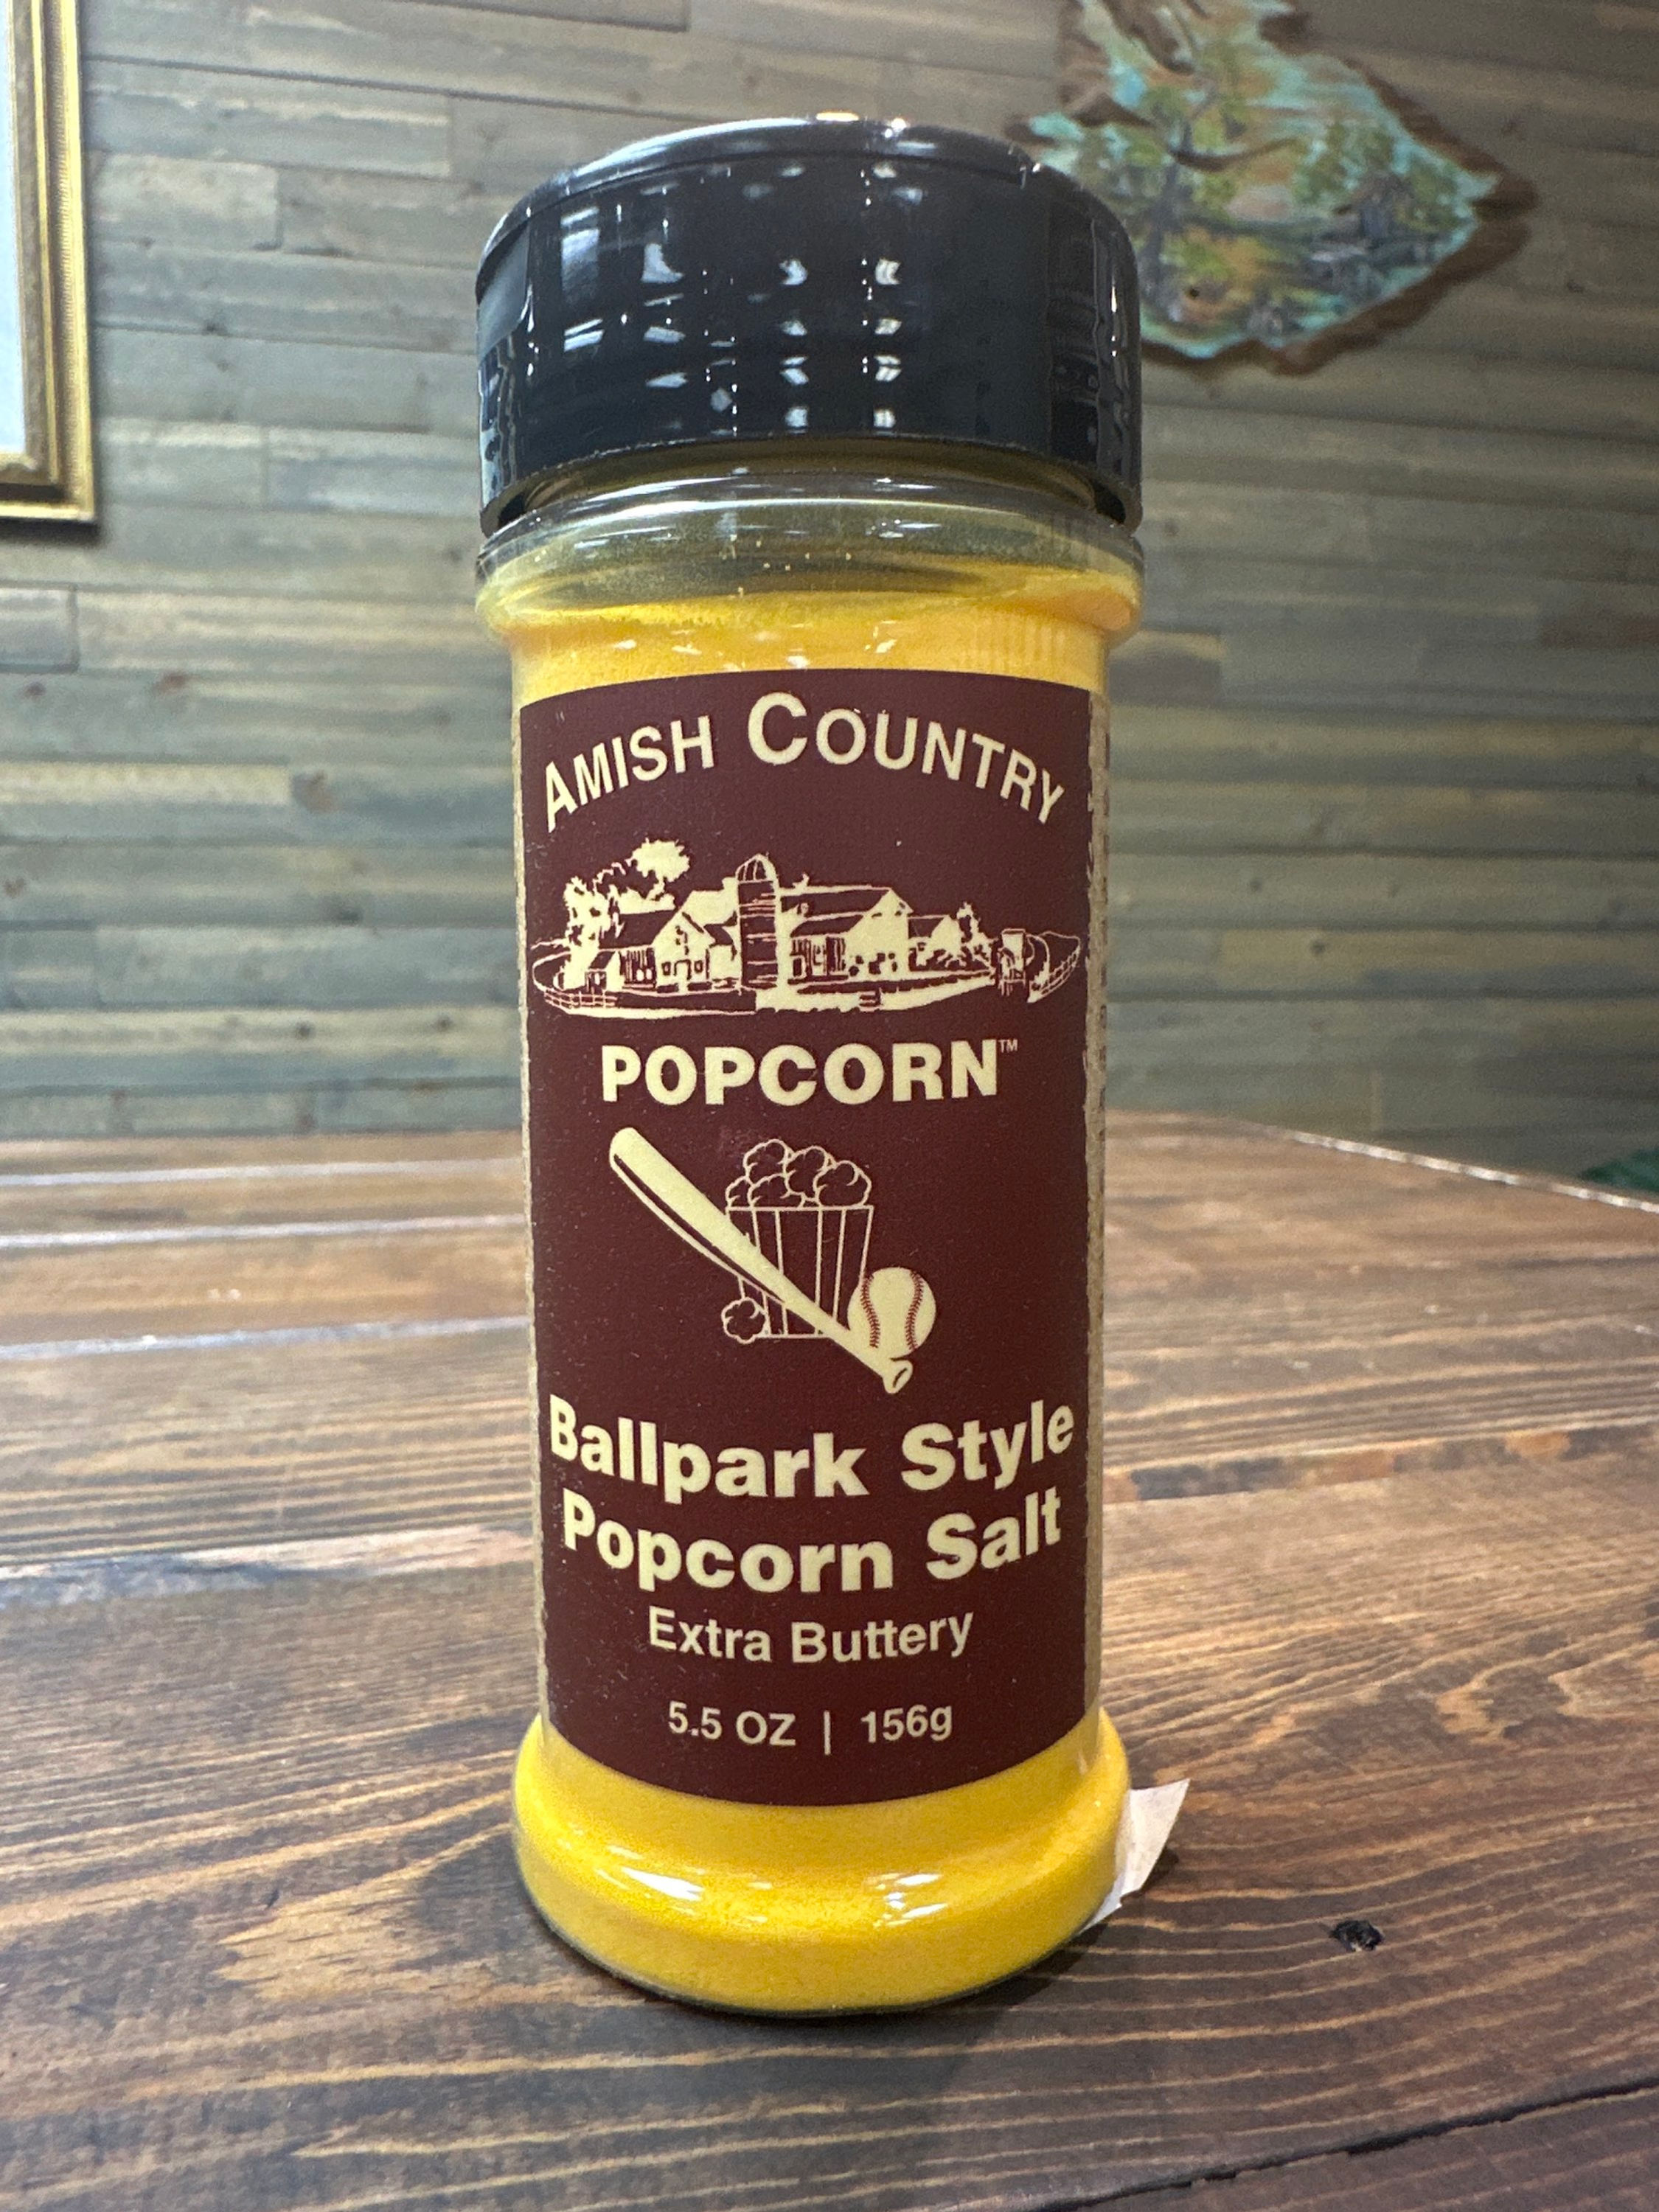 AMISH COUNTRY
POPCORN™
Ballpark Style
Popcorn Salt
Extra Buttery
5.5 OZ | 156g